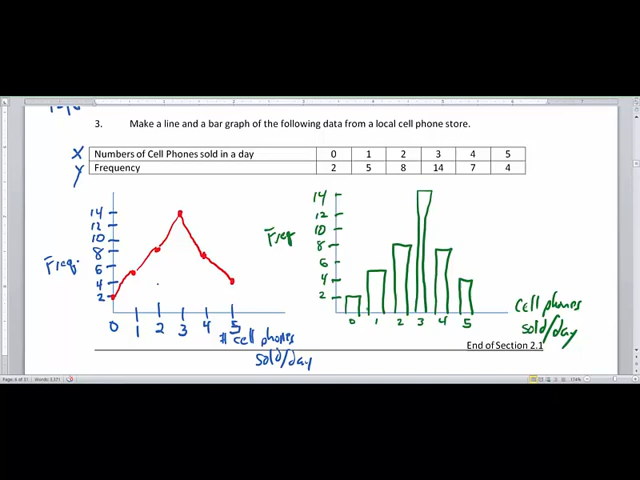 3. Make a line and a bar graph of the following data from a local cell phone store.
X Numbers of Cell Phones sold in a day 0 1 2 3 4 5
Y Frequency 2 5 8 14 7 4
14
12
10
8
6
4
2
Freq.
0 1 2 3 4 5
# cell phones
sold/day
14
12
10
8
6
4
2
Freq
0 1 2 3 4 5
cell phones
sold/day
End of Section 2.1